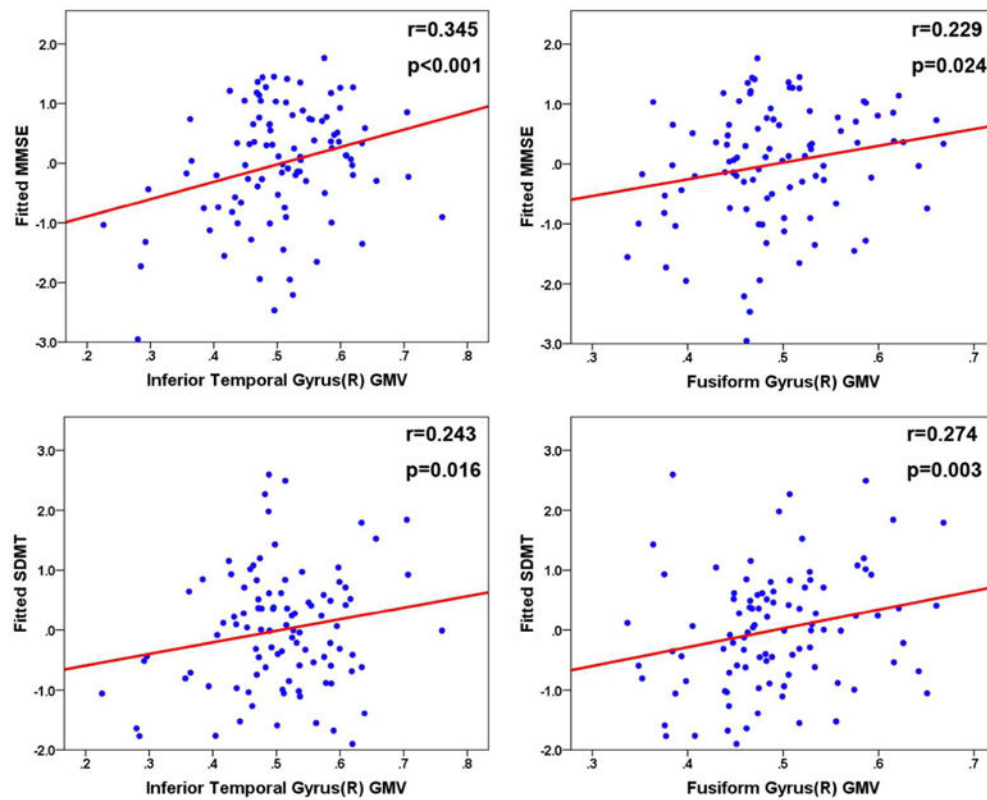 r=0.345
p<0.001
2.0
1.0
.0
-1.0
-2.0
-3.0
Fitted MMSE
.2 .3 .4 .5 .6 .7 .8
Inferior Temporal Gyrus(R) GMV
r=0.229
p=0.024
2.0
1.0
.0
-1.0
-2.0
-3.0
Fitted MMSE
.3 .4 .5 .6 .7
Fusiform Gyrus(R) GMV
r=0.243
p=0.016
3.0
2.0
1.0
.0
-1.0
-2.0
Fitted SDMT
.2 .3 .4 .5 .6 .7 .8
Inferior Temporal Gyrus(R) GMV
r=0.274
p=0.003
3.0
2.0
1.0
.0
-1.0
-2.0
Fitted SDMT
.3 .4 .5 .6 .7
Fusiform Gyrus(R) GMV